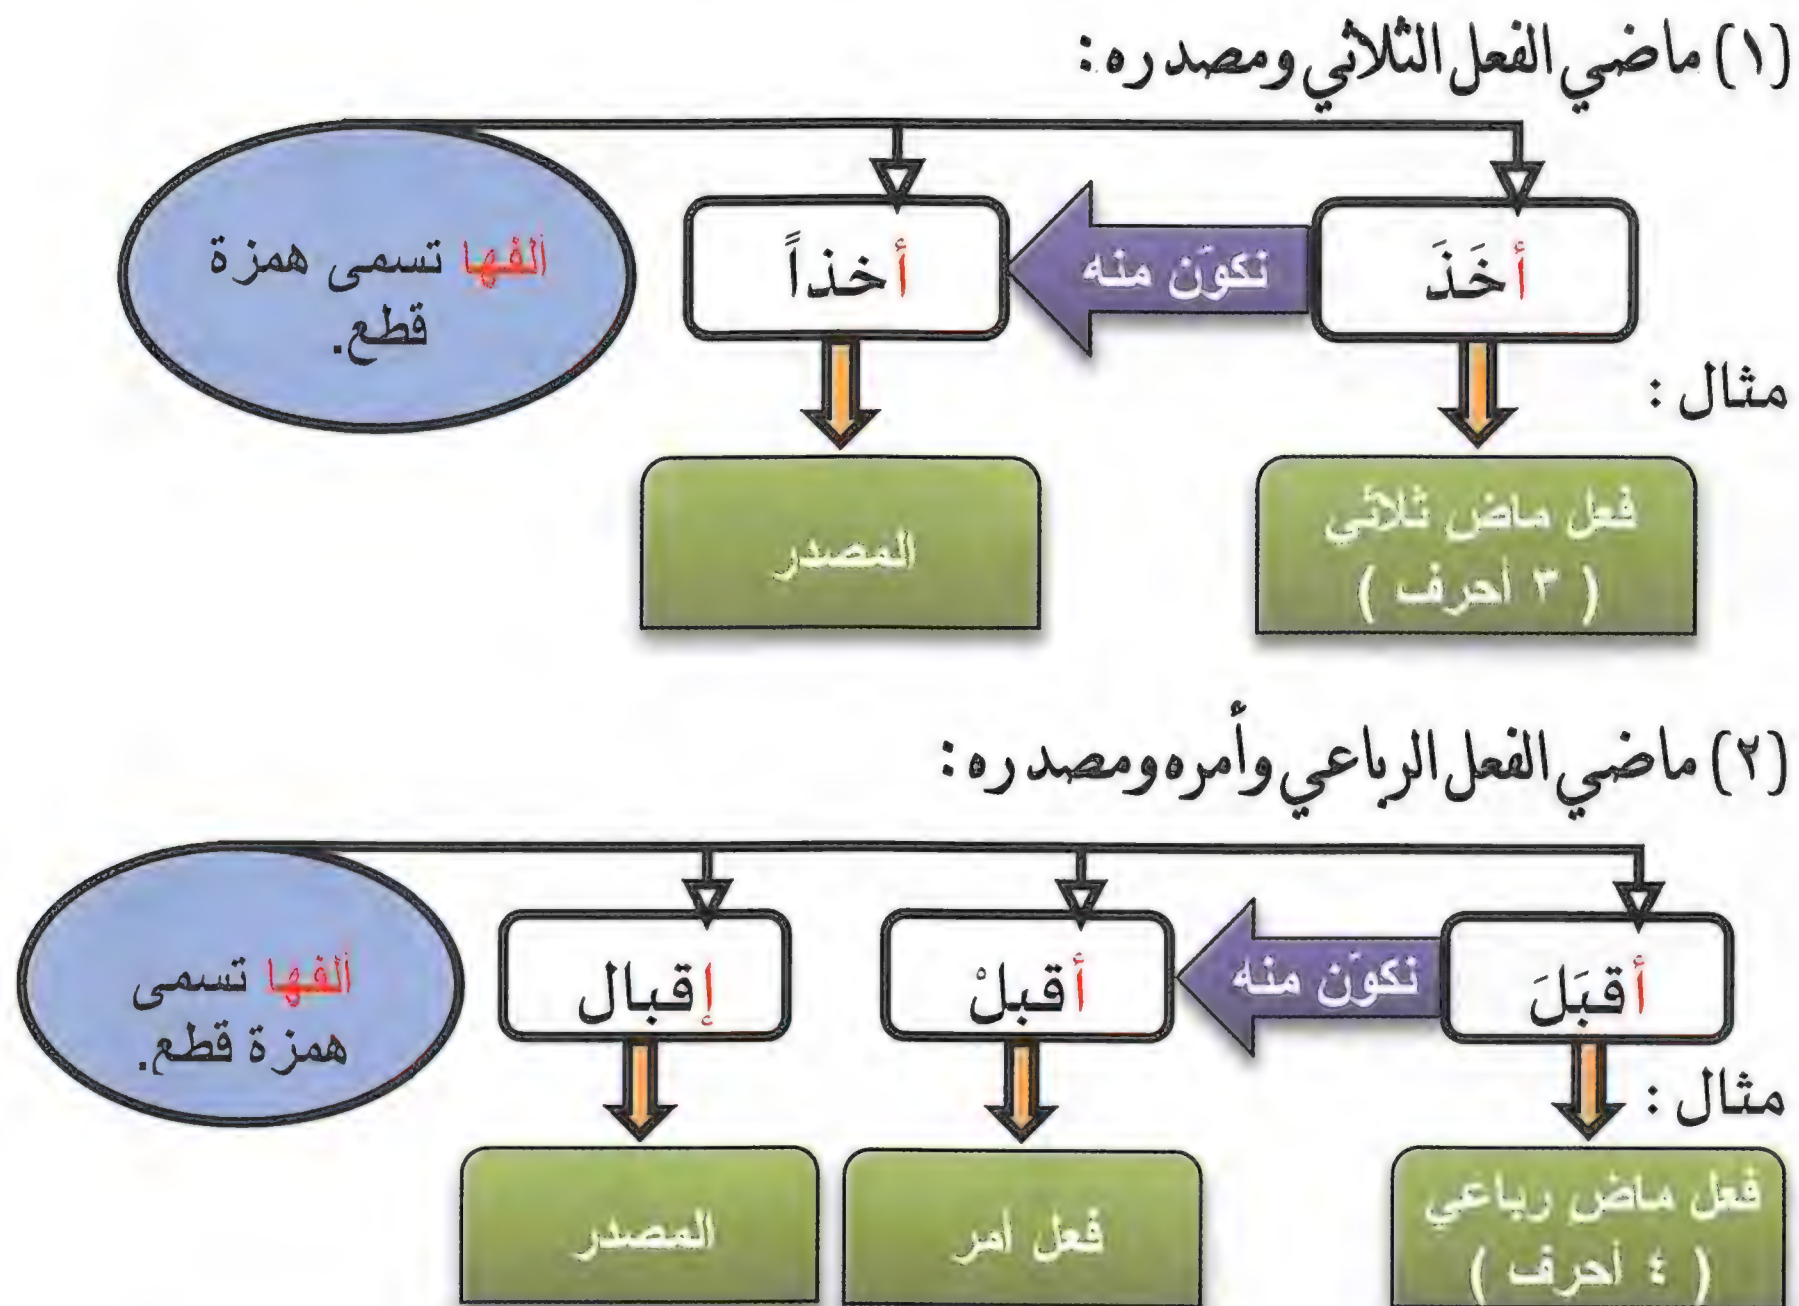 (١) ماضي الفعل الثلاثي ومصدره :
أخَذَ
نكوّن منه
أخذاً
ألفها تسمى همزة
قطع.
مثال :
فعل ماض ثلاثي
( ٣ أحرف )
المصدر
(٢) ماضي الفعل الرباعي وأمره ومصدره :
أقبَلَ
نكوّن منه
أقبلْ
إقبال
ألفها تسمى
همزة قطع.
مثال :
فعل ماض رباعي
( ٤ أحرف )
فعل أمر
المصدر